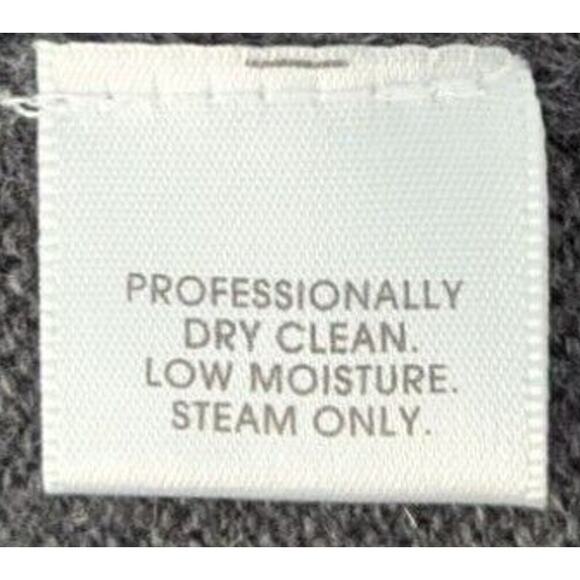 PROFESSIONALLY
DRY CLEAN.
LOW MOISTURE.
STEAM ONLY.